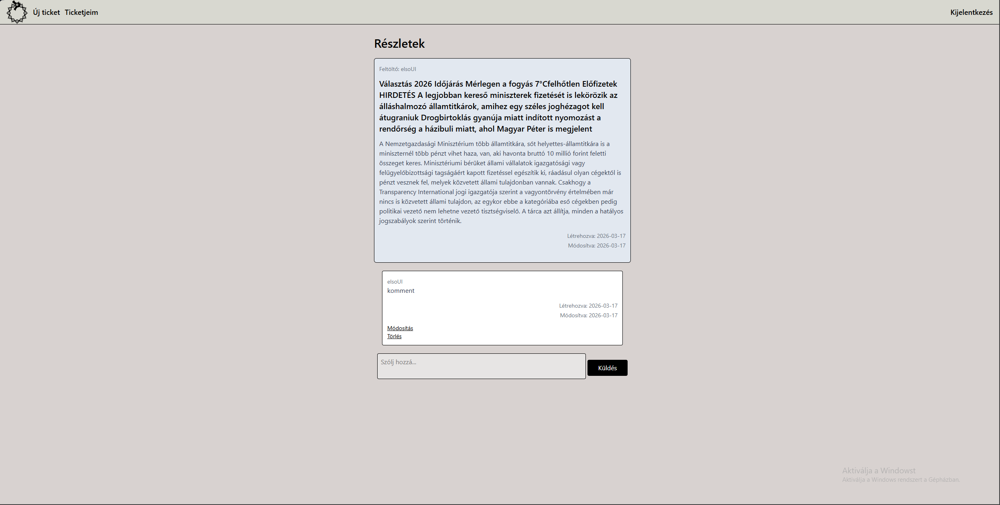 Új ticket Ticketjeim Kijelentkezés
Részletek
Feltöltő: elsoUI
Választás 2026 Időjárás Mérlegen a fogyás 7°Cfelhőtlen Előfizetek
HIRDETÉS A legjobban kereső miniszterek fizetését is lekörözik az
álláshalmozó államtitkárok, amihez egy széles joghézagot kell
átugraniuk Drogbirtoklás gyanúja miatt indított nyomozást a
rendőrség a házibuli miatt, ahol Magyar Péter is megjelent
A Nemzetgazdasági Minisztérium több államtitkára, sőt helyettes-államtitkára is a
miniszternél több pénzt vihet haza, van, aki havonta bruttó 10 millió forint feletti
összeget keres. Minisztériumi bérüket állami vállalatok igazgatósági vagy
felügyelőbizottsági tagságáért kapott fizetéssel egészítik ki, ráadásul olyan cégektől is
pénzt vesznek fel, melyek közvetett állami tulajdonban vannak. Csakhogy a
Transparency International jogi igazgatója szerint a vagyontörvény értelmében már
nincs is közvetett állami tulajdon, az egykor ebbe a kategóriába eső cégekben pedig
politikai vezető nem lehetne vezető tisztségviselő. A tárca azt állítja, minden a hatályos
jogszabályok szerint történik.
Létrehozva: 2026-03-17
Módosítva: 2026-03-17
elsoUI
komment
Létrehozva: 2026-03-17
Módosítva: 2026-03-17
Módosítás
Törlés
Szólj hozzá...
Küldés
Aktiválja a Windowst
Aktiválja a Windows rendszert a Gépházban.